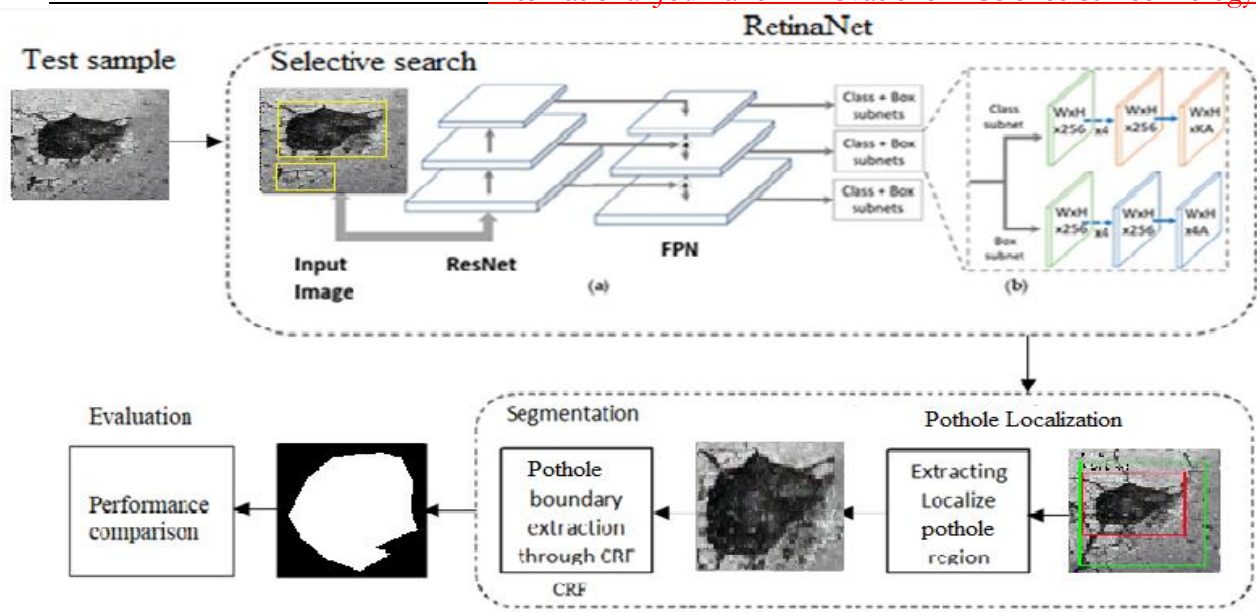 RetinaNet
Test sample
Selective search
Class + Box
subnets
Class + Box
subnets
Class + Box
subnets
Input
Image
ResNet
FPN
(a)
Class
subnet
WxH
x256
x4
WxH
x256
WxH
xKA
Box
subnet
WxH
x256
x4
WxH
x256
WxH
x4A
(b)
Evaluation
Performance
comparison
Segmentation
Pothole
boundary
extraction
through CRF
CRF
Pothole Localization
Extracting
Localize
pothole
region